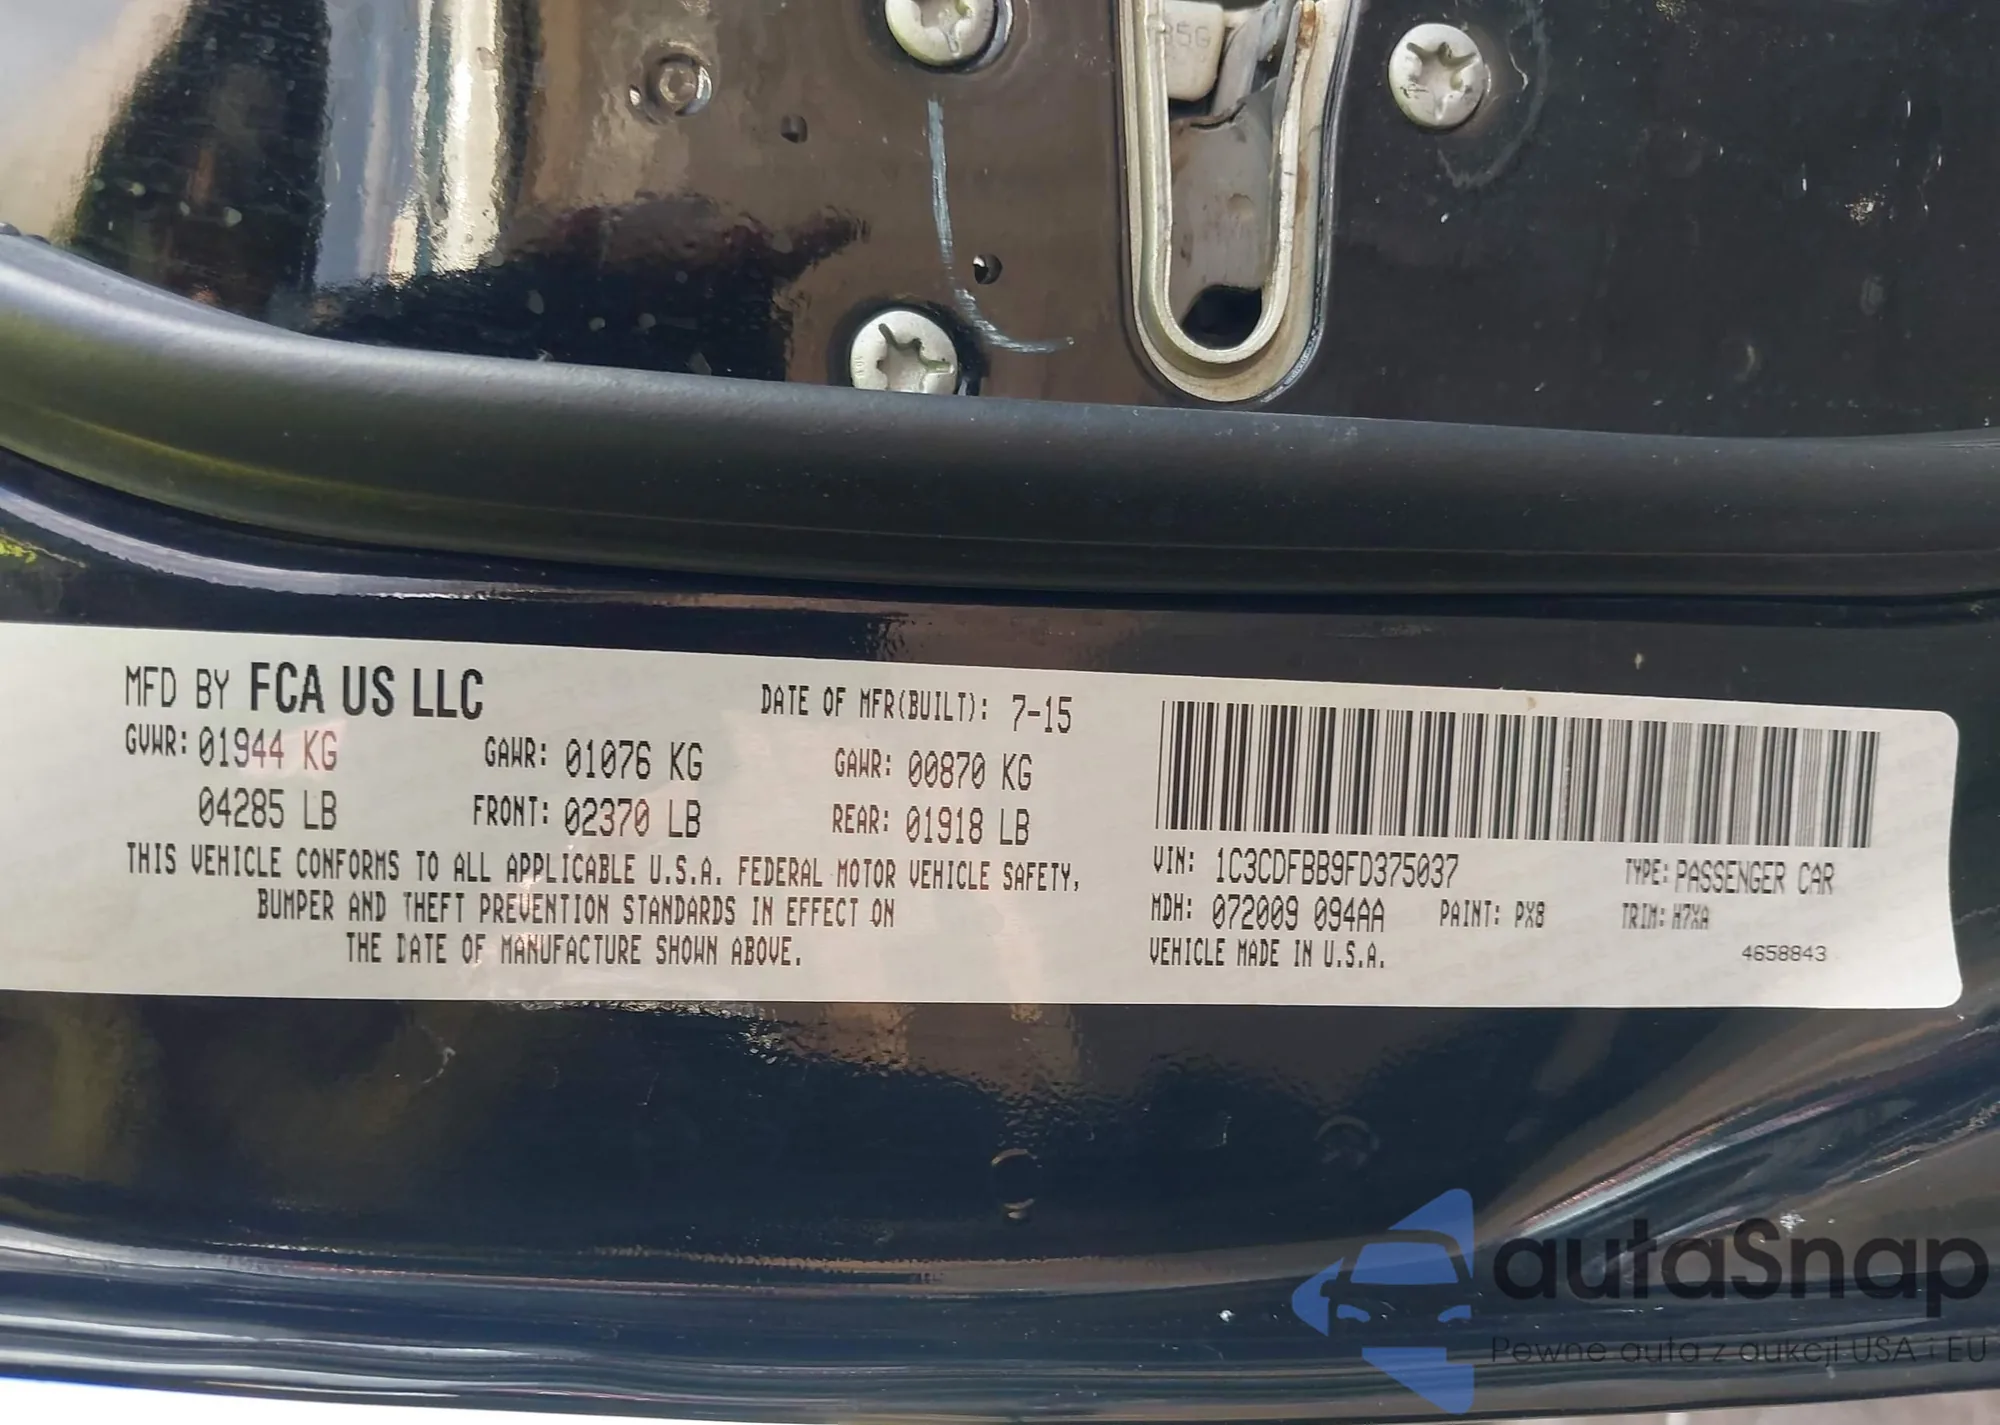 MFD BY FCA US LLC DATE OF MFR(BUILT): 7-15
GVWR: 01944 KG GAWR: 01076 KG GAWR: 00870 KG
04285 LB FRONT: 02370 LB REAR: 01918 LB
THIS VEHICLE CONFORMS TO ALL APPLICABLE U.S.A. FEDERAL MOTOR VEHICLE SAFETY,
BUMPER AND THEFT PREVENTION STANDARDS IN EFFECT ON
THE DATE OF MANUFACTURE SHOWN ABOVE.
VIN: 1C3CDFBB9FD375037 TYPE: PASSENGER CAR
MDH: 072009 094AA PAINT: PX8 TRIM: H7XA
VEHICLE MADE IN U.S.A. 4658843
autaSnap
Pewne auta z aukcji USA i EU